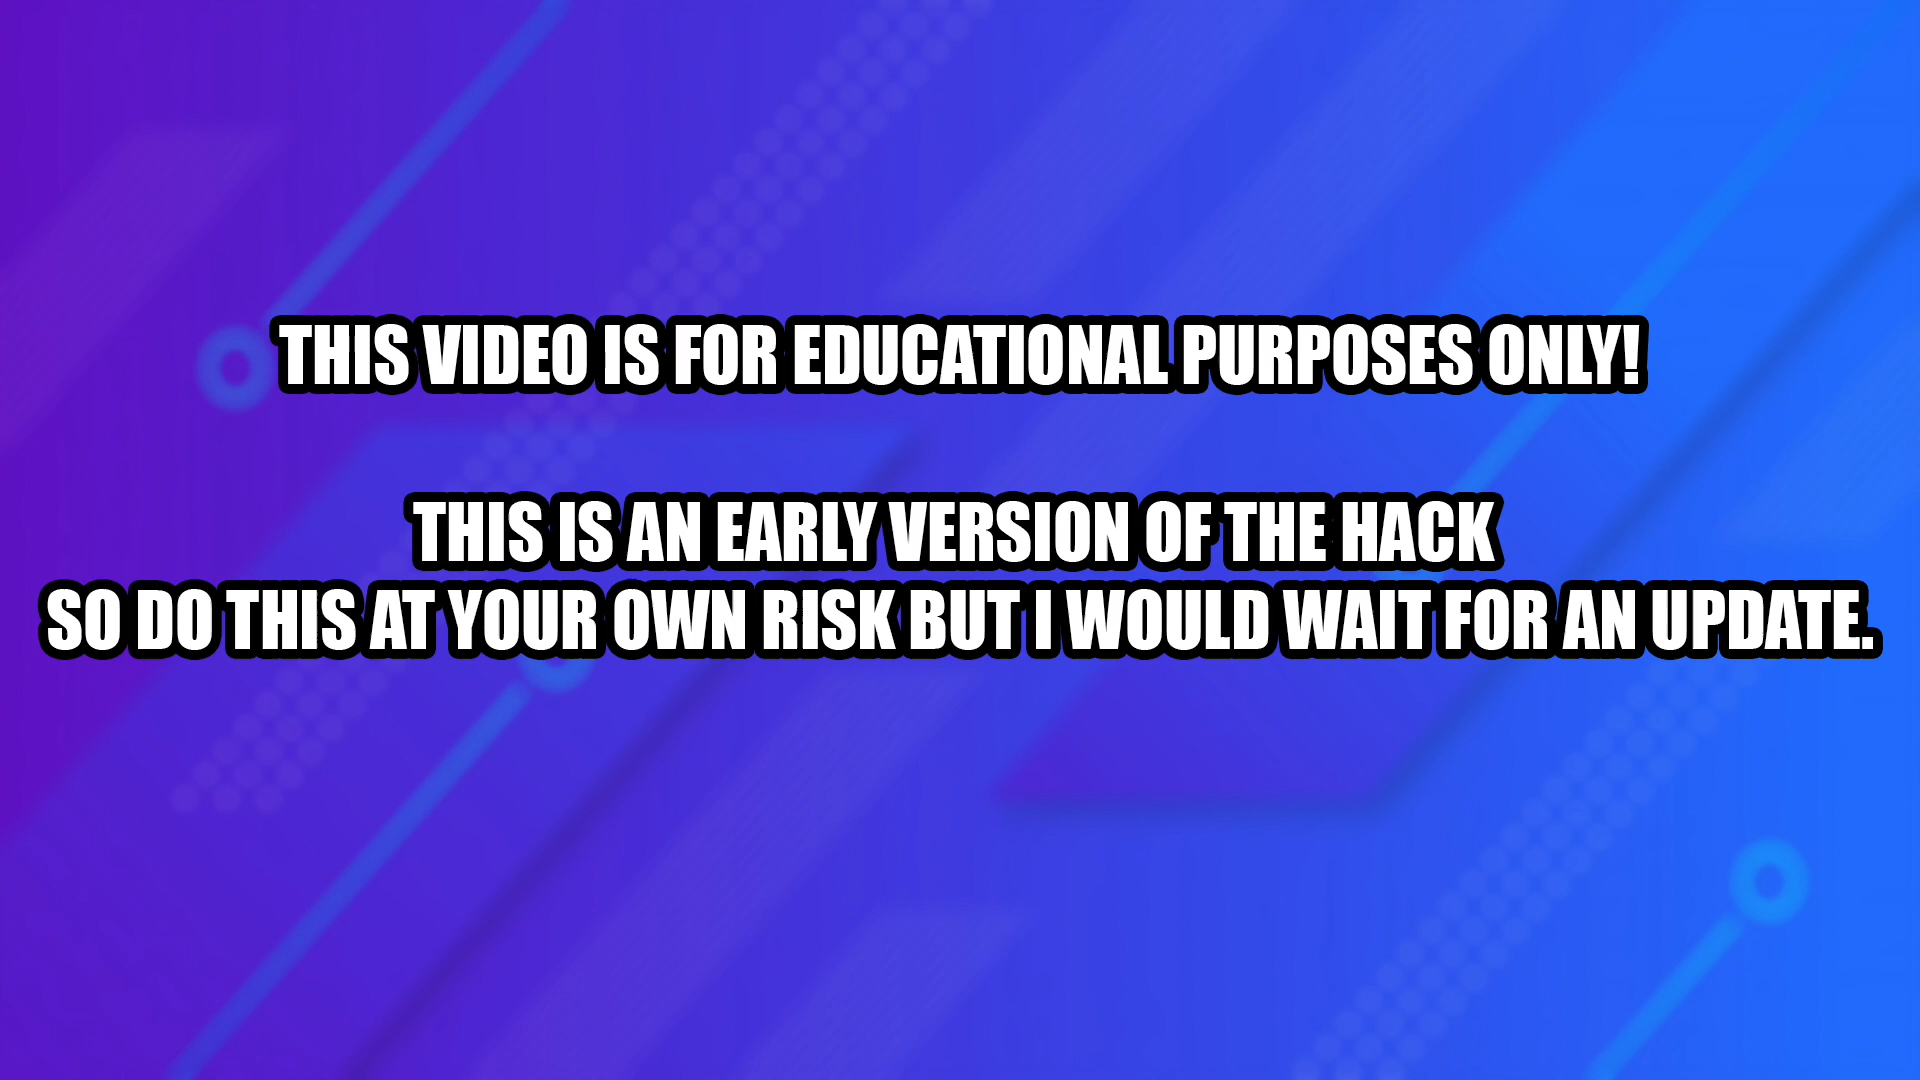 THIS VIDEO IS FOR EDUCATIONAL PURPOSES ONLY!
THIS IS AN EARLY VERSION OF THE HACK
SO DO THIS AT YOUR OWN RISK BUT I WOULD WAIT FOR AN UPDATE.